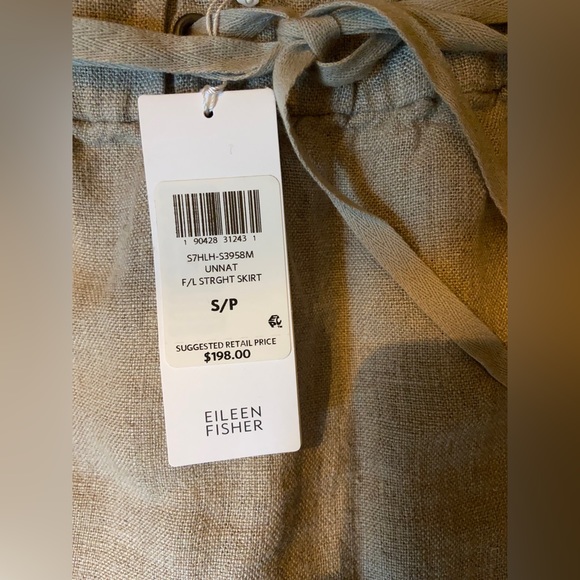 1 90428 31243 1
S7HLH-S3958M
UNNAT
F/L STRGHT SKIRT
S/P
SUGGESTED RETAIL PRICE
$198.00
EILEEN
FISHER